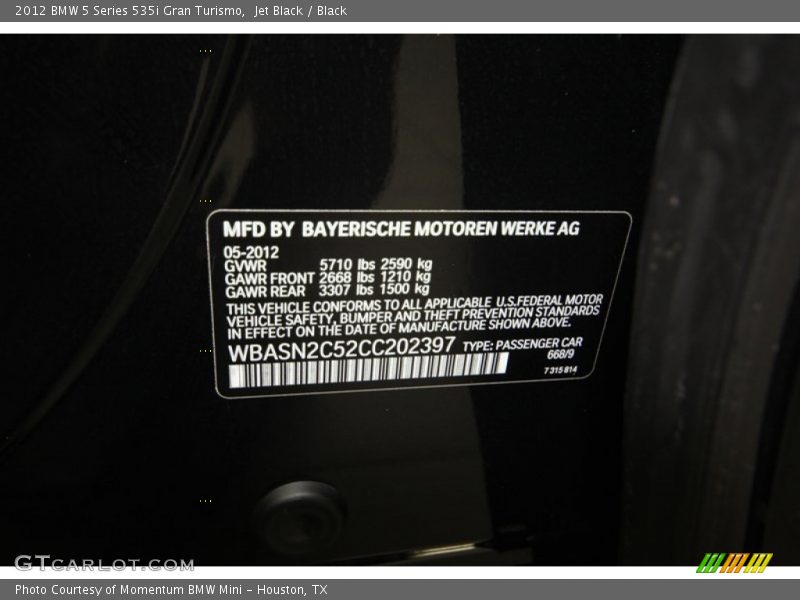 2012 BMW 5 Series 535i Gran Turismo,  Jet Black / Black
MFD BY BAYERISCHE MOTOREN WERKE AG
05-2012
GVWR 5710 lbs 2590 kg
GAWR FRONT 2668 lbs 1210 kg
GAWR REAR 3307 lbs 1500 kg
THIS VEHICLE CONFORMS TO ALL APPLICABLE U.S.FEDERAL MOTOR
VEHICLE SAFETY, BUMPER AND THEFT PREVENTION STANDARDS
IN EFFECT ON THE DATE OF MANUFACTURE SHOWN ABOVE.
WBASN2C52CC202397 TYPE: PASSENGER CAR
668/9
7 315 814
GTCARLOT.COM
Photo Courtesy of Momentum BMW Mini - Houston, TX